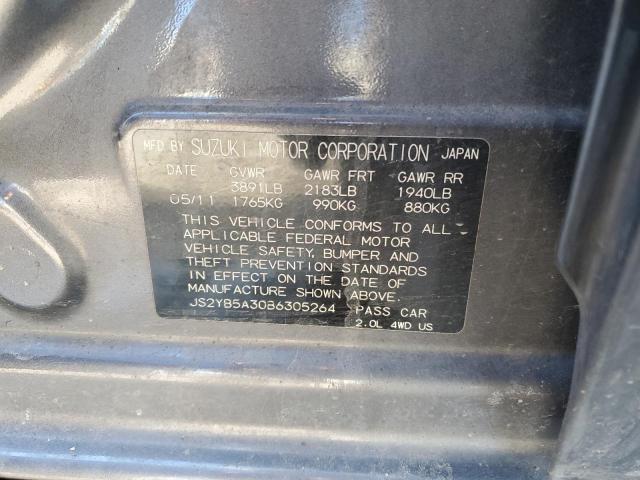 MFD BY SUZUKI MOTOR CORPORATION JAPAN
DATE GVWR GAWR FRT GAWR RR
3891LB 2183LB 1940LB
05/11 1765KG 990KG 880KG
THIS VEHICLE CONFORMS TO ALL
APPLICABLE FEDERAL MOTOR
VEHICLE SAFETY, BUMPER AND
THEFT PREVENTION STANDARDS
IN EFFECT ON THE DATE OF
MANUFACTURE SHOWN ABOVE.
JS2YB5A30B6305264 PASS CAR
2.0L 4WD US